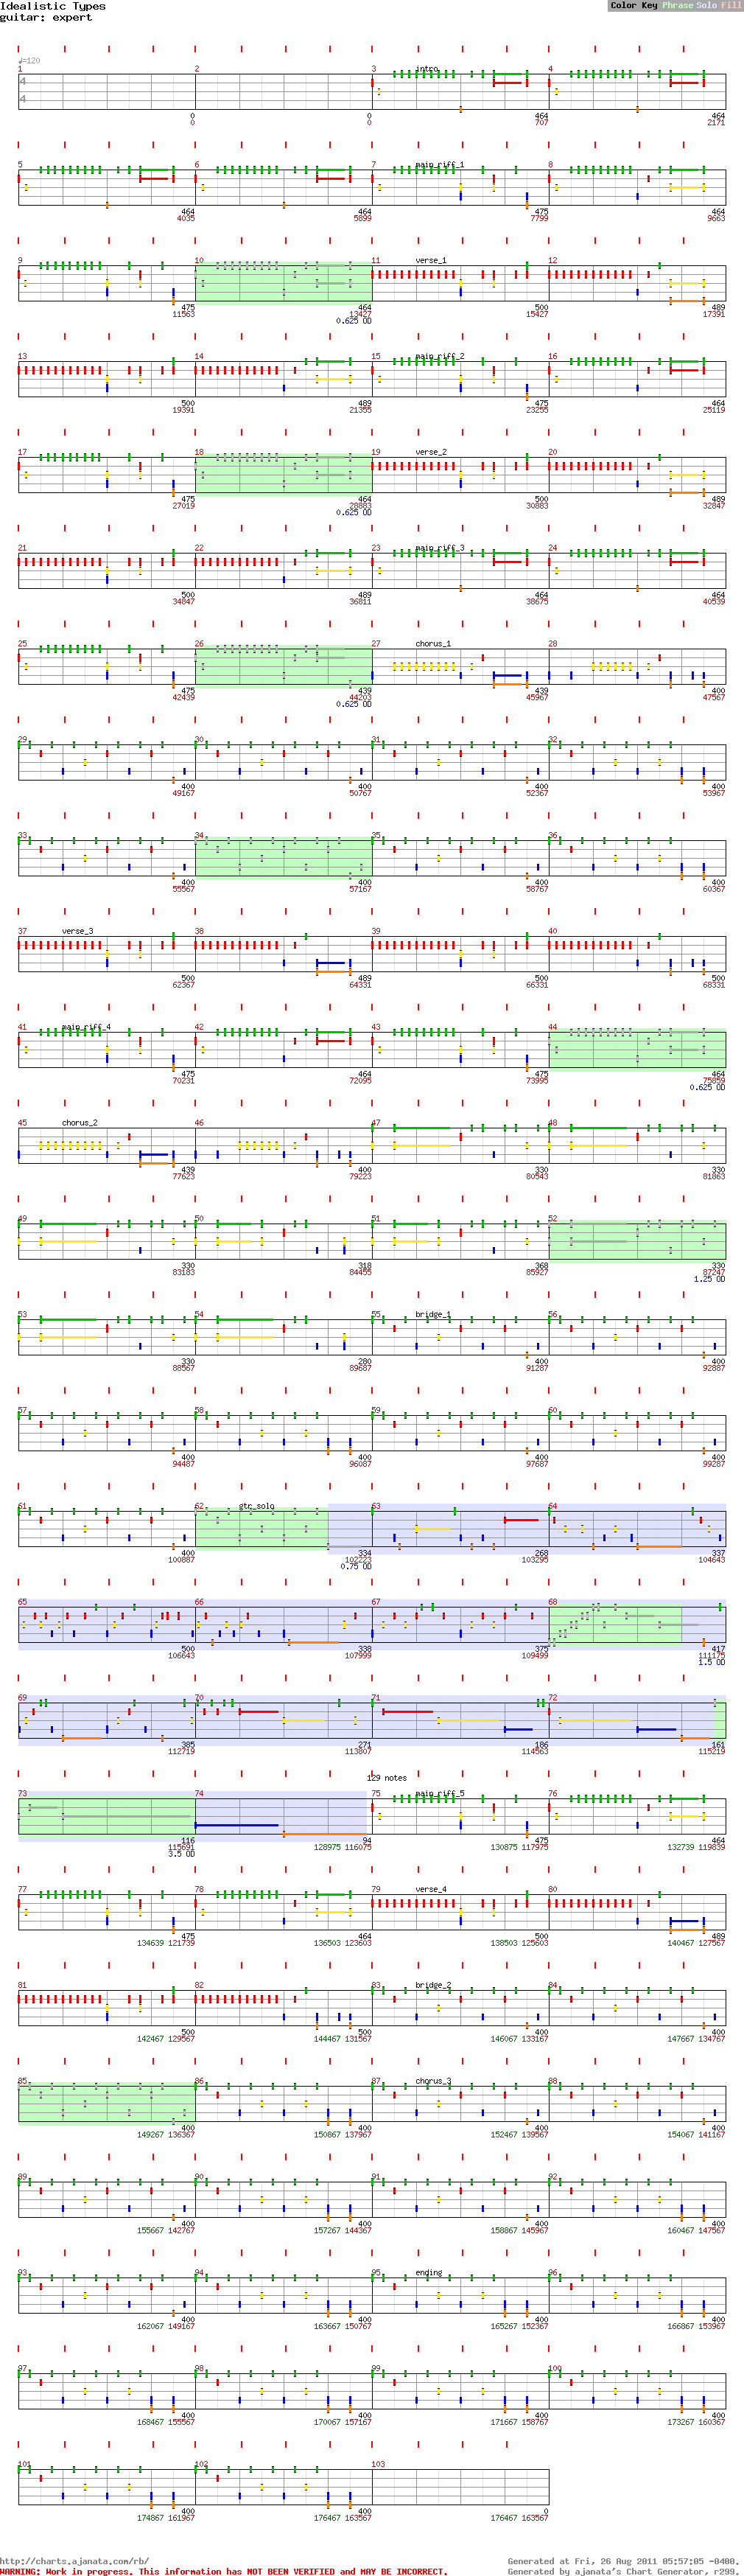 Idealistic Types
Color Key Phrase Solo Fill
guitar: expert
♩=120
1 2 3 intro 4
4
4
0 0 464 464
0 0 707 2171
5 6 7 main_riff_1 8
464 464 475 464
4035 5899 7799 9663
9 10 11 verse_1 12
475 464 500 489
11563 13427 15427 17391
0.625 OD
13 14 15 main_riff_2 16
500 489 475 464
19391 21355 23255 25119
17 18 19 verse_2 20
475 464 500 489
27019 28883 30883 32847
0.625 OD
21 22 23 main_riff_3 24
500 489 464 464
34847 36811 38675 40539
25 26 27 chorus_1 28
475 439 439 400
42439 44203 45967 47567
0.625 OD
29 30 31 32
400 400 400 400
49167 50767 52367 53967
33 34 35 36
400 400 400 400
55567 57167 58767 60367
37 verse_3 38 39 40
500 489 500 500
62367 64331 66331 68331
41 main_riff_4 42 43 44
475 464 475 464
70231 72095 73995 75859
0.625 OD
45 chorus_2 46 47 48
439 400 330 330
77623 79223 80543 81863
49 50 51 52
330 318 368 330
83183 84455 85927 87247
1.25 OD
53 54 55 bridge_1 56
330 280 400 400
88567 89687 91287 92887
57 58 59 60
400 400 400 400
94487 96087 97687 99287
61 62 gtr_solo 63 64
400 334 268 337
100887 102223 103295 104643
0.75 OD
65 66 67 68
500 338 375 417
106643 107999 109499 111175
1.5 OD
69 70 71 72
385 271 186 161
112719 113807 114563 115219
129 notes
73 74 75 main_riff_5 76
116 94 475 464
115691 128975 116075 130875 117975 132739 119839
3.5 OD
77 78 79 verse_4 80
475 464 500 489
134639 121739 136503 123603 138503 125603 140467 127567
81 82 83 bridge_2 84
500 500 400 400
142467 129567 144467 131567 146067 133167 147667 134767
85 86 87 chorus_3 88
400 400 400 400
149267 136367 150867 137967 152467 139567 154067 141167
89 90 91 92
400 400 400 400
155667 142767 157267 144367 158867 145967 160467 147567
93 94 95 ending 96
400 400 400 400
162067 149167 163667 150767 165267 152367 166867 153967
97 98 99 100
400 400 400 400
168467 155567 170067 157167 171667 158767 173267 160367
101 102 103
400 400 0
174867 161967 176467 163567 176467 163567
http://charts.ajanata.com/rb/
Generated at Fri, 26 Aug 2011 05:57:05 -0400.
WARNING: Work in progress. This information has NOT BEEN VERIFIED and MAY BE INCORRECT.
Generated by ajanata's Chart Generator, r299.